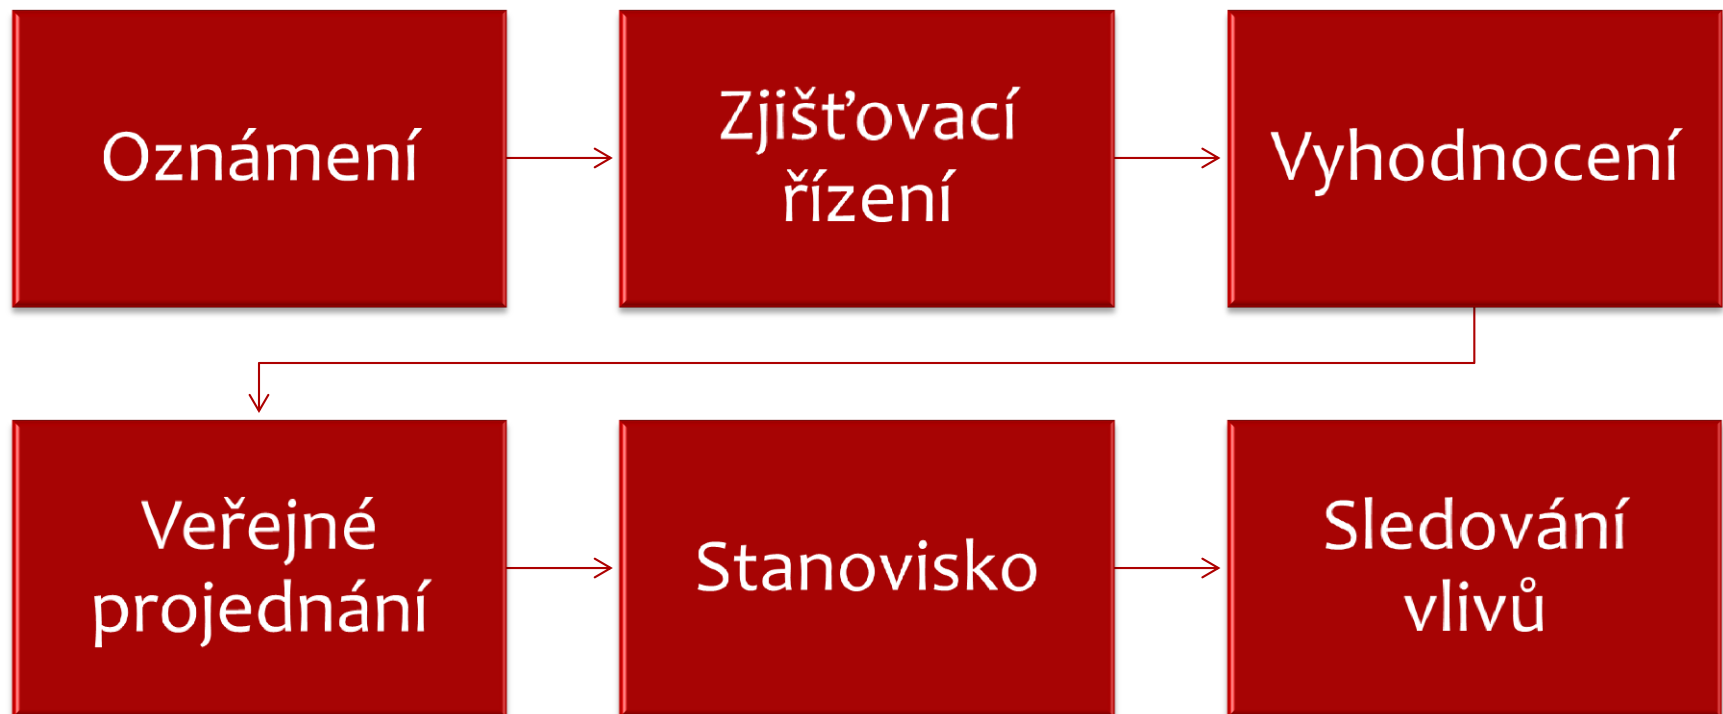 Oznámení
Zjišťovací
řízení
Vyhodnocení
Veřejné
projednání
Stanovisko
Sledování
vlivů